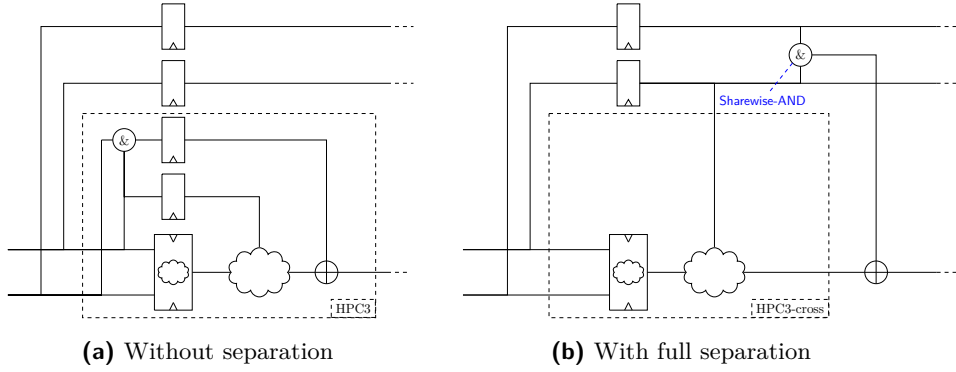 &
Sharewise-AND
&
HPC3
HPC3-cross
(a) Without separation
(b) With full separation